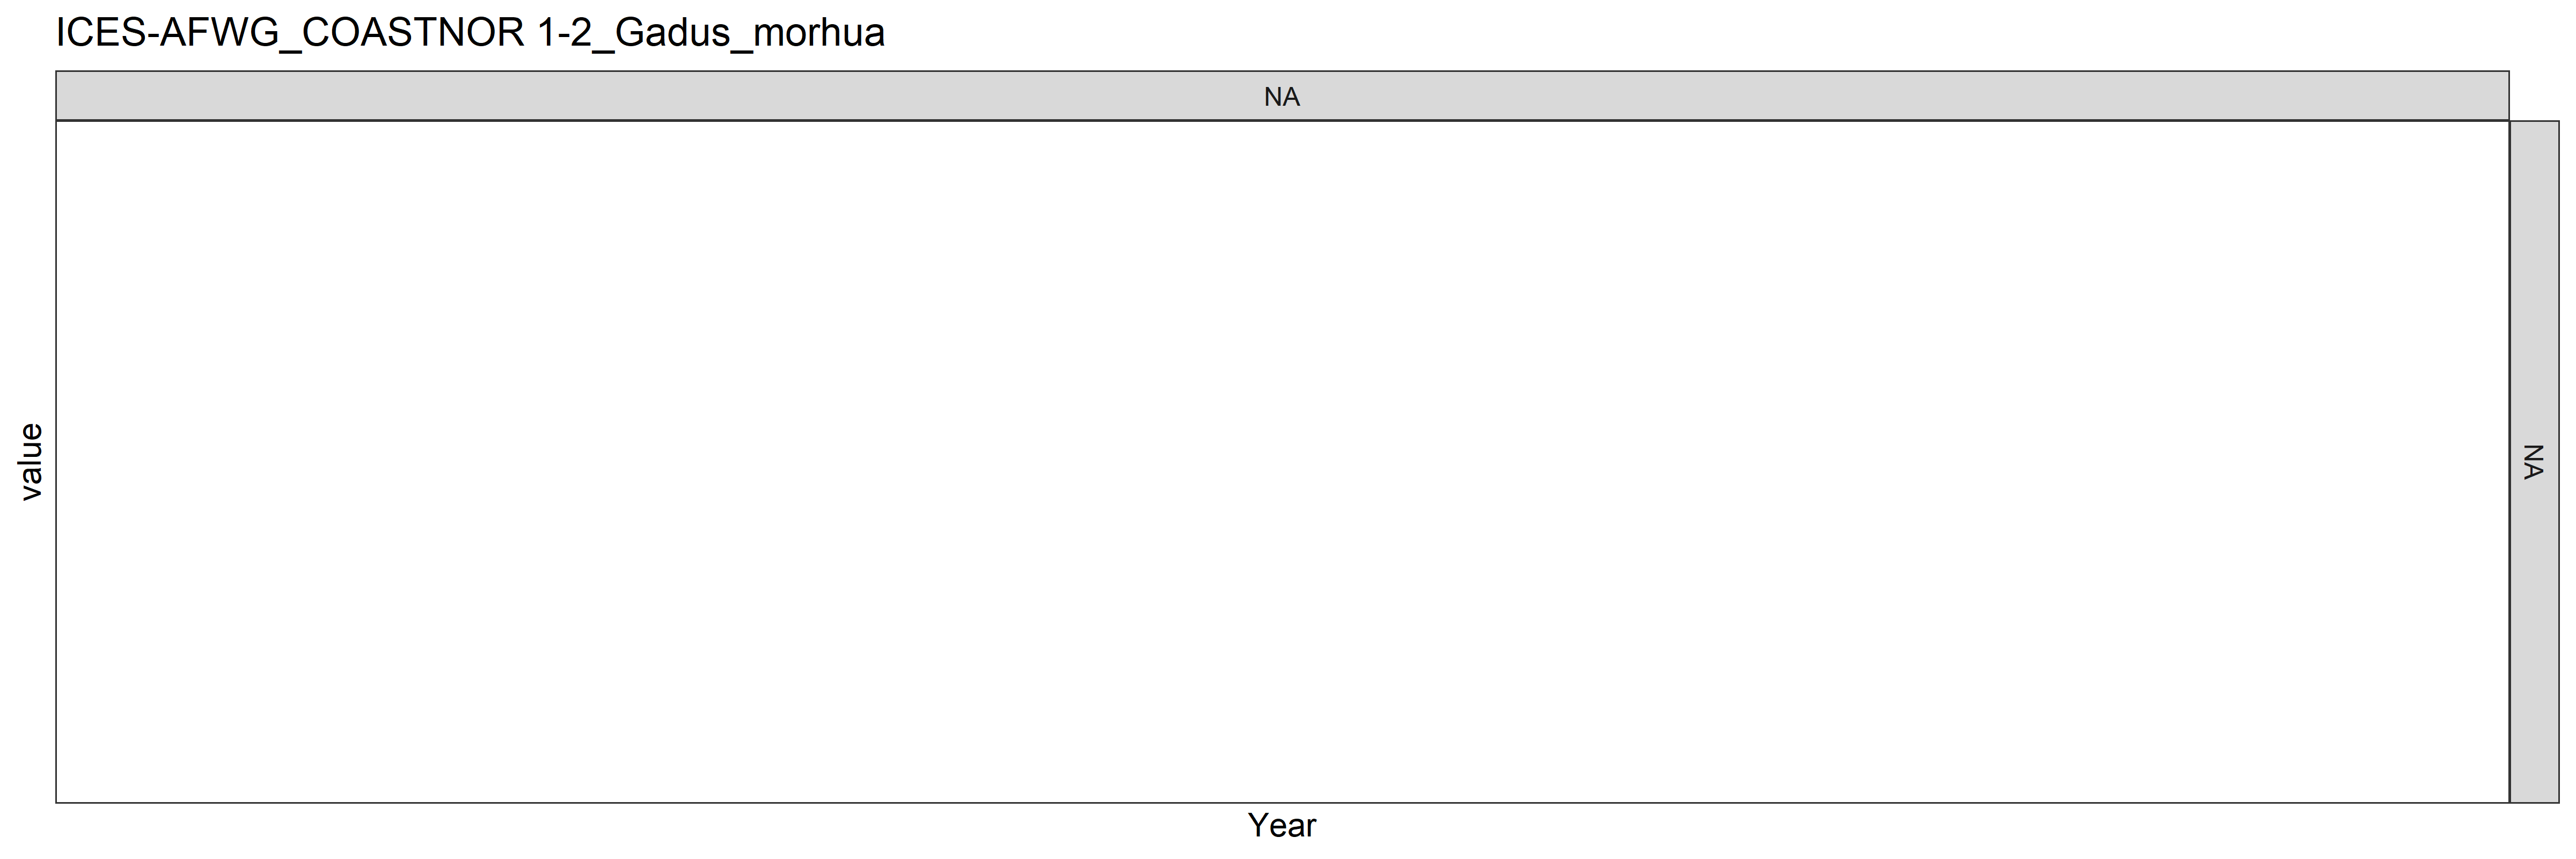 ICES-AFWG_COASTNOR 1-2_Gadus_morhua
NA
value
NA
Year